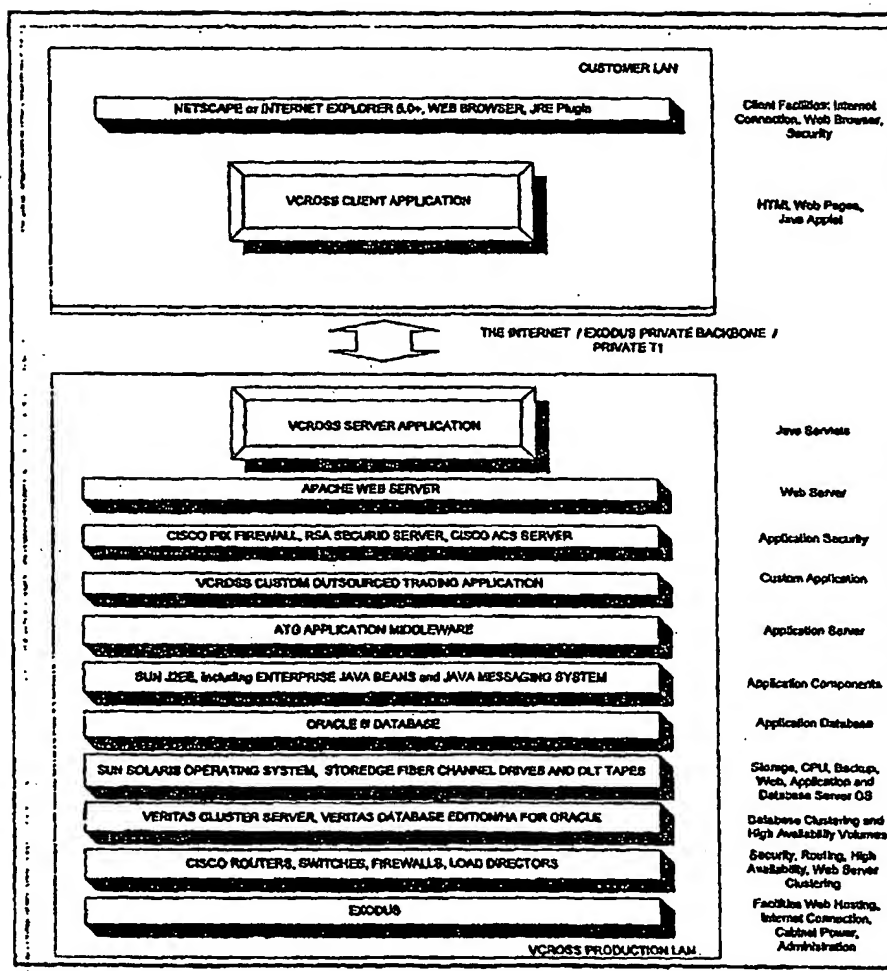 CUSTOMER LAN
NETSCAPE or INTERNET EXPLORER 5.0+, WEB BROWSER, JRE Plugin
Client Facilities: Internet
Connection, Web Browser,
Security
VCROSS CLIENT APPLICATION
HTML Web Pages,
Java Applet
THE INTERNET / EXODUS PRIVATE BACKBONE /
PRIVATE T1
VCROSS SERVER APPLICATION
Java Servlets
APACHE WEB SERVER
Web Server
CISCO PIX FIREWALL, RSA SECURID SERVER, CISCO ACS SERVER
Application Security
VCROSS CUSTOM OUTSOURCED TRADING APPLICATION
Custom Application
ATG APPLICATION MIDDLEWARE
Application Server
SUN J2EE, including ENTERPRISE JAVA BEANS and JAVA MESSAGING SYSTEM
Application Components
ORACLE 8i DATABASE
Application Database
SUN SOLARIS OPERATING SYSTEM, STOREDGE FIBER CHANNEL DRIVES AND DLT TAPES
Storage, CPU, Backup,
Web, Application and
Database Server OS
VERITAS CLUSTER SERVER, VERITAS DATABASE EDITION/HA FOR ORACLE
Database Clustering and
High Availability Volumes
CISCO ROUTERS, SWITCHES, FIREWALLS, LOAD DIRECTORS
Security, Routing, High
Availability, Web Server
Clustering
EXODUS
Facilities Web Hosting,
Internet Connection,
Cabinet Power,
Administration
VCROSS PRODUCTION LAN